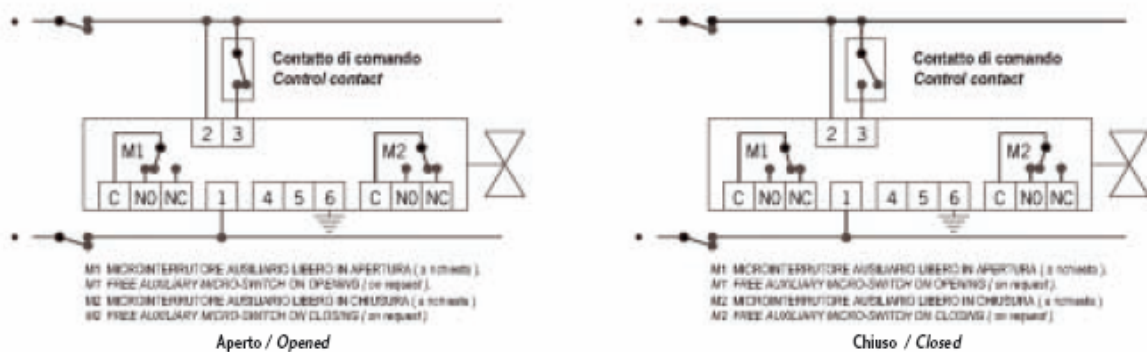 Contatto di comando
Control contact
2 3
M1
M2
C NO NC 1 4 5 6 C NO NC
M1 MICROINTERRUTORE AUSILIARIO LIBERO IN APERTURA ( a richiesta ).
M1 FREE AUXILIARY MICRO-SWITCH ON OPENING ( on request ).
M2 MICROINTERRUTORE AUSILIARIO LIBERO IN CHIUSURA ( a richiesta )
M2 FREE AUXILIARY MICRO-SWITCH ON CLOSING ( on request )
Aperto / Opened
Contatto di comando
Control contact
2 3
M1
M2
C NO NC 1 4 5 6 C NO NC
M1 MICROINTERRUTORE AUSILIARIO LIBERO IN APERTURA ( a richiesta ).
M1 FREE AUXILIARY MICRO-SWITCH ON OPENING ( on request ).
M2 MICROINTERRUTORE AUSILIARIO LIBERO IN CHIUSURA ( a richiesta )
M2 FREE AUXILIARY MICRO-SWITCH ON CLOSING ( on request )
Chiuso / Closed